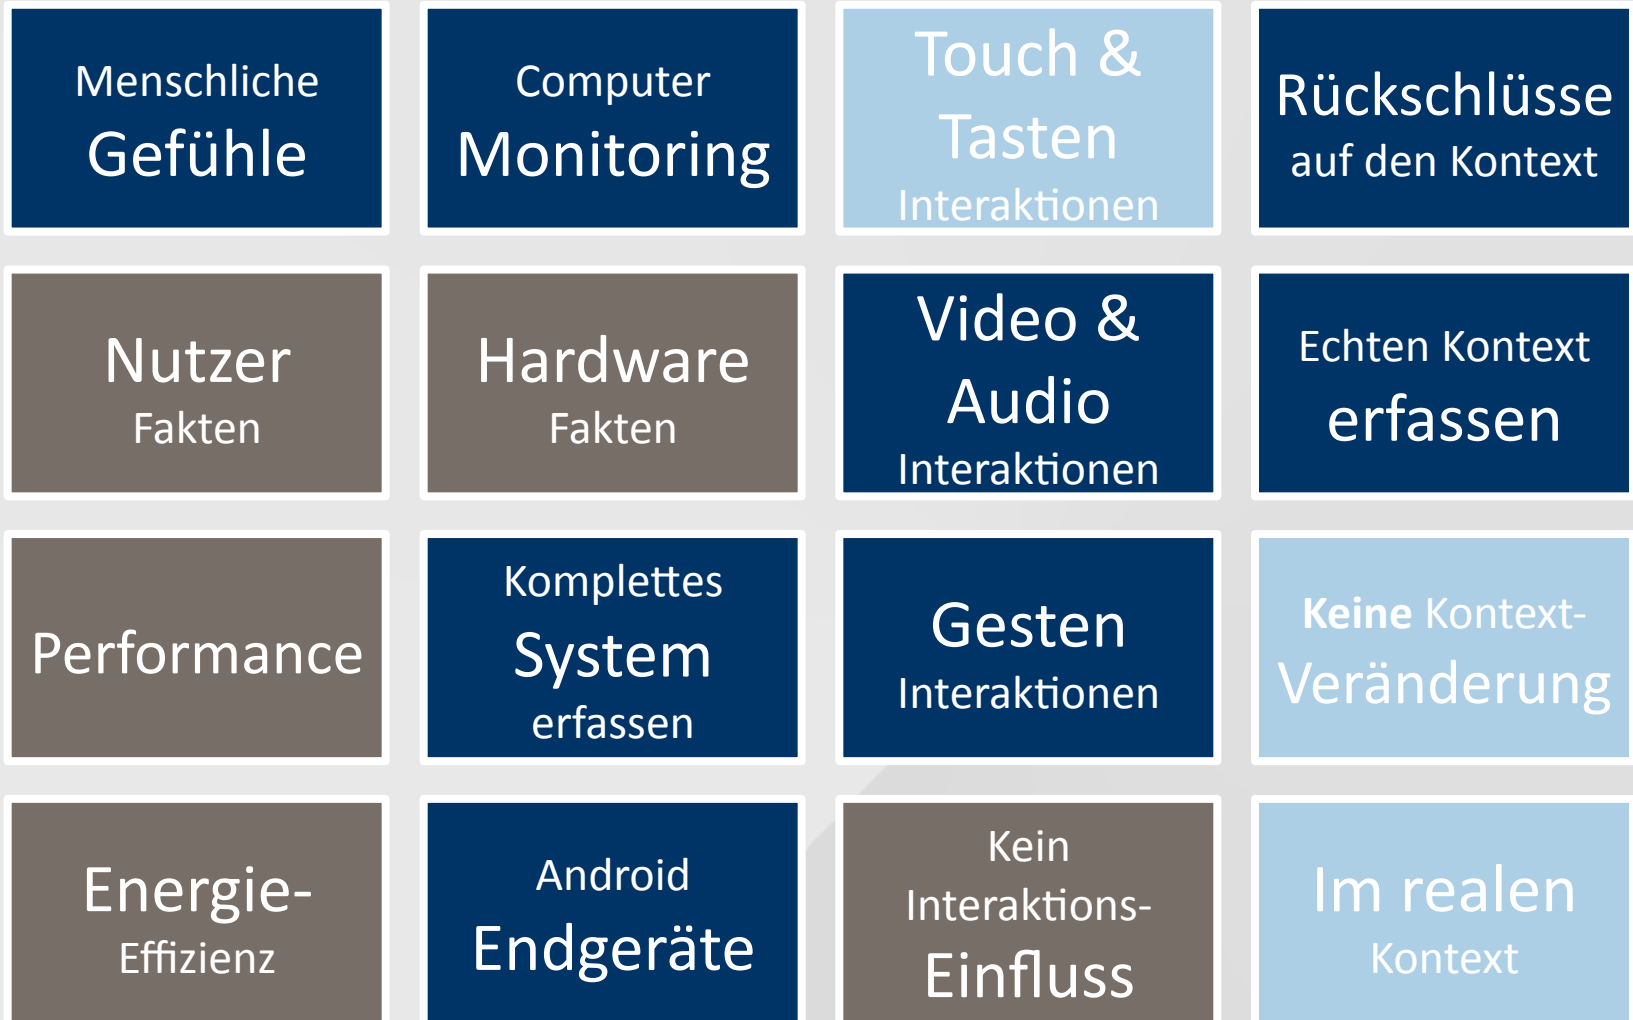 Menschliche
Gefühle
Computer
Monitoring
Touch &
Tasten
Interaktionen
Rückschlüsse
auf den Kontext
Nutzer
Fakten
Hardware
Fakten
Video &
Audio
Interaktionen
Echten Kontext
erfassen
Performance
Komplettes
System
erfassen
Gesten
Interaktionen
Keine Kontext-
Veränderung
Energie-
Effizienz
Android
Endgeräte
Kein
Interaktions-
Einfluss
Im realen
Kontext